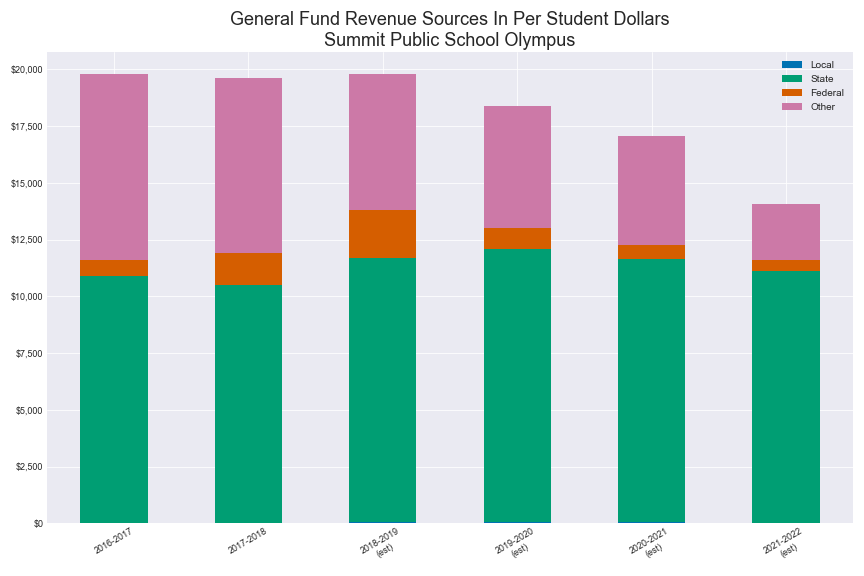 General Fund Revenue Sources In Per Student Dollars
Summit Public School Olympus
Local
State
Federal
Other
$20,000
$17,500
$15,000
$12,500
$10,000
$7,500
$5,000
$2,500
$0
2016-2017
2017-2018
2018-2019
(est)
2019-2020
(est)
2020-2021
(est)
2021-2022
(est)